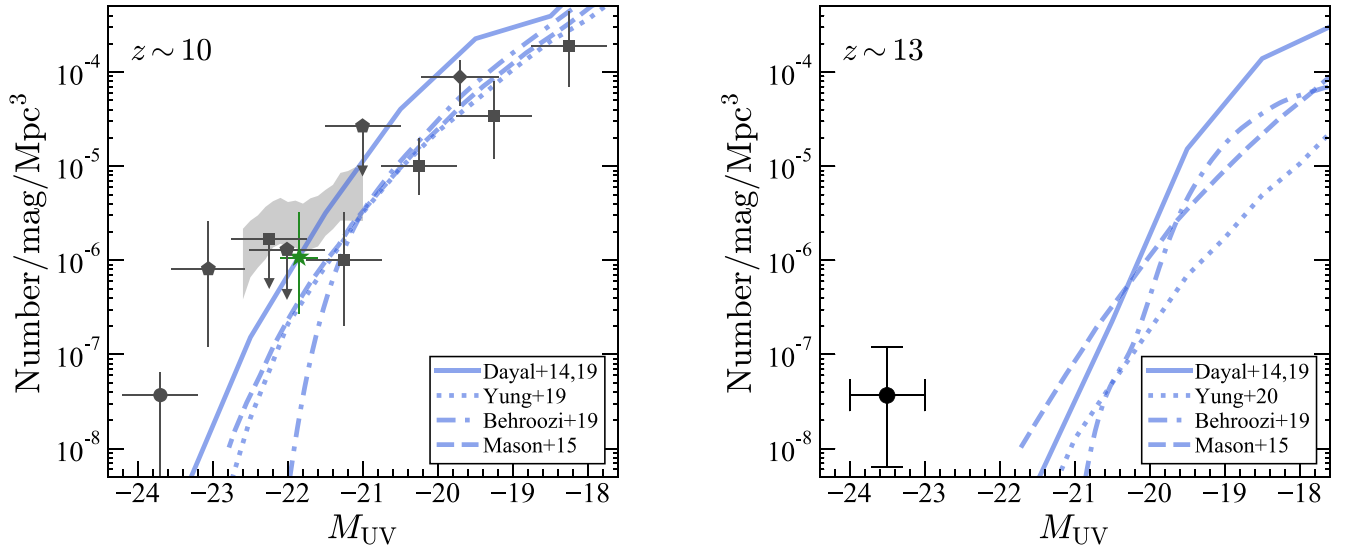 z ~ 10
Number/mag/Mpc³
10⁻⁴
10⁻⁵
10⁻⁶
10⁻⁷
10⁻⁸
Dayal+14,19
Yung+19
Behroozi+19
Mason+15
−24 −23 −22 −21 −20 −19 −18
M_UV
z ~ 13
Number/mag/Mpc³
10⁻⁴
10⁻⁵
10⁻⁶
10⁻⁷
10⁻⁸
Dayal+14,19
Yung+20
Behroozi+19
Mason+15
−24 −23 −22 −21 −20 −19 −18
M_UV